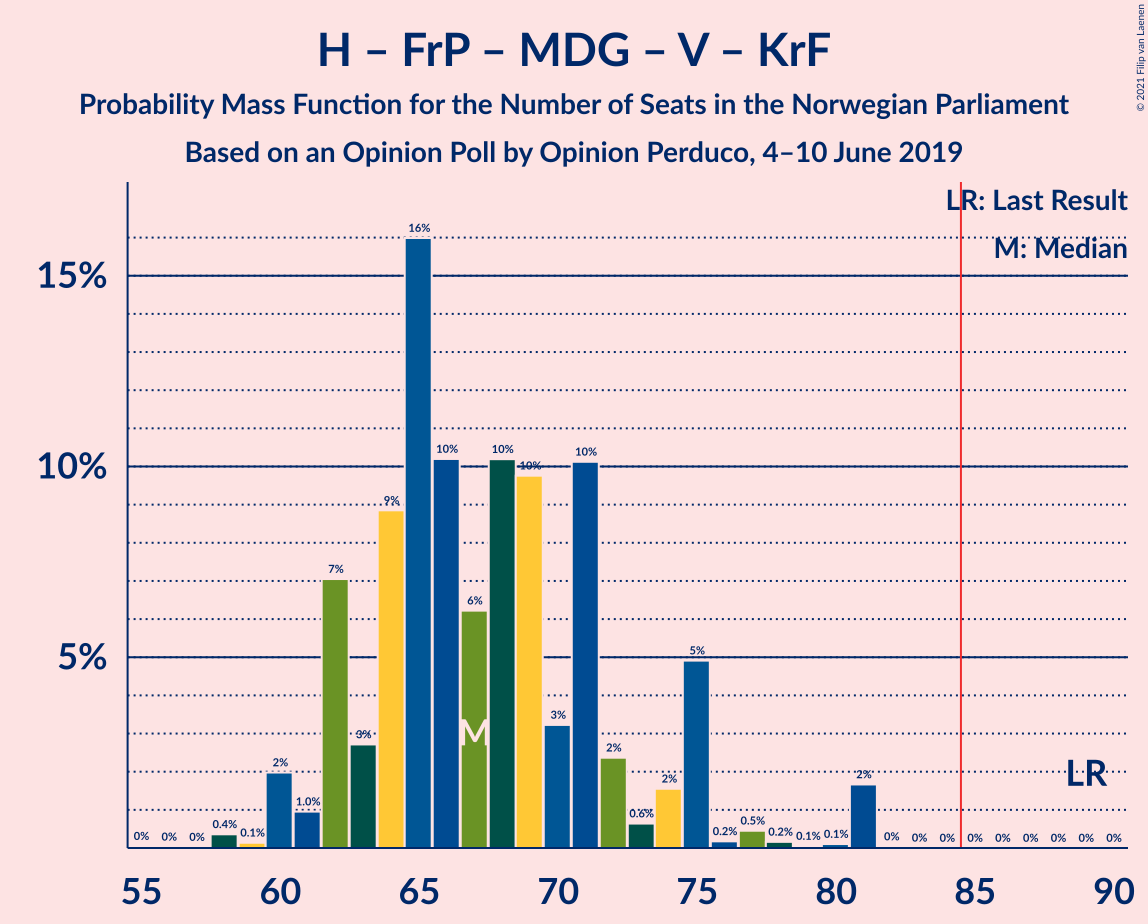 H – FrP – MDG – V – KrF
Probability Mass Function for the Number of Seats in the Norwegian Parliament
Based on an Opinion Poll by Opinion Perduco, 4–10 June 2019
© 2021 Filip van Laenen
LR: Last Result
M: Median
15%
10%
5%
0% 0% 0% 0.4% 0.1% 2% 1.0% 7% 3% 9% 16% 10% 6% 10% 10% 3% 10% 2% 0.6% 2% 5% 0.2% 0.5% 0.2% 0.1% 0.1% 2% 0% 0% 0% 0% 0% 0% 0% 0% 0%
M
LR
55 60 65 70 75 80 85 90